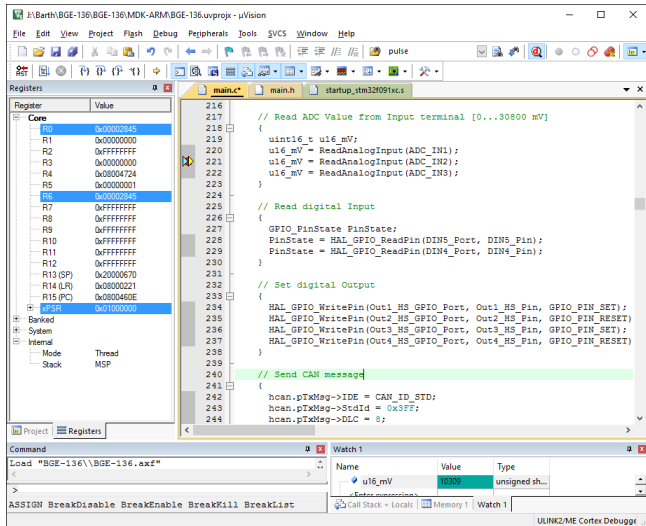 J:\Barth\BGE-136\BGE-136\MDK-ARM\BGE-136.uvprojx - µVision
File Edit View Project Flash Debug Peripherals Tools SVCS Window Help
pulse
Registers
main.c* main.h startup_stm32f091xc.s
Register Value
Core
R0 0x00002845
R1 0x00000000
R2 0xFFFFFFFF
R3 0x00000000
R4 0x08004724
R5 0x00000001
R6 0x00002845
R7 0xFFFFFFFF
R8 0xFFFFFFFF
R9 0xFFFFFFFF
R10 0xFFFFFFFF
R11 0xFFFFFFFF
R12 0xFFFFFFFF
R13 (SP) 0x20000670
R14 (LR) 0x08000221
R15 (PC) 0x0800460E
xPSR 0x01000000
Banked
System
Internal
Mode Thread
Stack MSP
Project Registers
216
217 // Read ADC Value from Input terminal [0...30800 mV]
218 {
219 uint16_t u16_mV;
220 u16_mV = ReadAnalogInput(ADC_IN1);
221 u16_mV = ReadAnalogInput(ADC_IN2);
222 u16_mV = ReadAnalogInput(ADC_IN3);
223 }
224
225 // Read digital Input
226 {
227 GPIO_PinState PinState;
228 PinState = HAL_GPIO_ReadPin(DIN5_Port, DIN5_Pin);
229 PinState = HAL_GPIO_ReadPin(DIN4_Port, DIN4_Pin);
230 }
231
232 // Set digital Output
233 {
234 HAL_GPIO_WritePin(Out1_HS_GPIO_Port, Out1_HS_Pin, GPIO_PIN_SET);
235 HAL_GPIO_WritePin(Out2_HS_GPIO_Port, Out2_HS_Pin, GPIO_PIN_RESET)
236 HAL_GPIO_WritePin(Out3_HS_GPIO_Port, Out3_HS_Pin, GPIO_PIN_SET);
237 HAL_GPIO_WritePin(Out4_HS_GPIO_Port, Out4_HS_Pin, GPIO_PIN_RESET)
238 }
239
240 // Send CAN message
241 {
242 hcan.pTxMsg->IDE = CAN_ID_STD;
243 hcan.pTxMsg->StdId = 0x3FF;
244 hcan.pTxMsg->DLC = 8;
Command
Load "BGE-136\\BGE-136.axf"
>
ASSIGN BreakDisable BreakEnable BreakKill BreakList
Watch 1
Name Value Type
u16_mV 10309 unsigned sh...
<Enter expression>
Call Stack + Locals Memory 1 Watch 1
ULINK2/ME Cortex Debugge